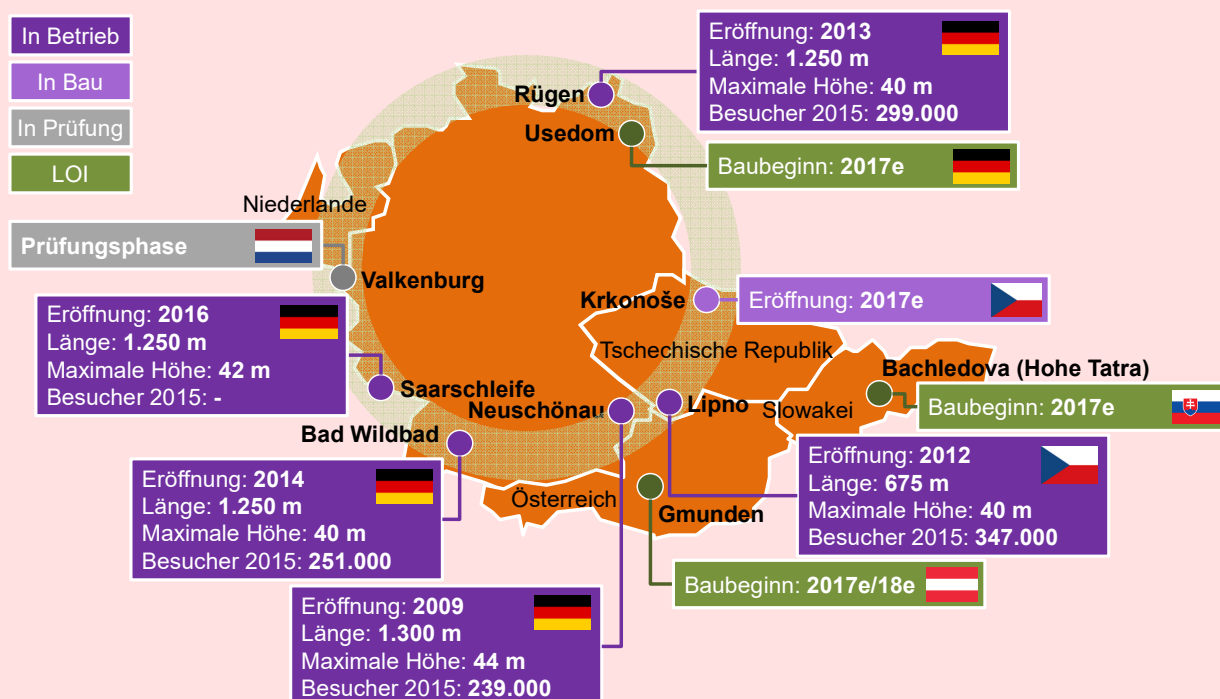 In Betrieb
In Bau
In Prüfung
LOI
Eröffnung: 2013
Länge: 1.250 m
Maximale Höhe: 40 m
Besucher 2015: 299.000
Rügen
Usedom
Baubeginn: 2017e
Niederlande
Prüfungsphase
Valkenburg
Krkonoše
Eröffnung: 2017e
Eröffnung: 2016
Länge: 1.250 m
Maximale Höhe: 42 m
Besucher 2015: -
Tschechische Republik
Bachledova (Hohe Tatra)
Baubeginn: 2017e
Saarschleife
Neuschönau
Lipno
Slowakei
Bad Wildbad
Eröffnung: 2012
Länge: 675 m
Maximale Höhe: 40 m
Besucher 2015: 347.000
Eröffnung: 2014
Länge: 1.250 m
Maximale Höhe: 40 m
Besucher 2015: 251.000
Österreich
Gmunden
Baubeginn: 2017e/18e
Eröffnung: 2009
Länge: 1.300 m
Maximale Höhe: 44 m
Besucher 2015: 239.000